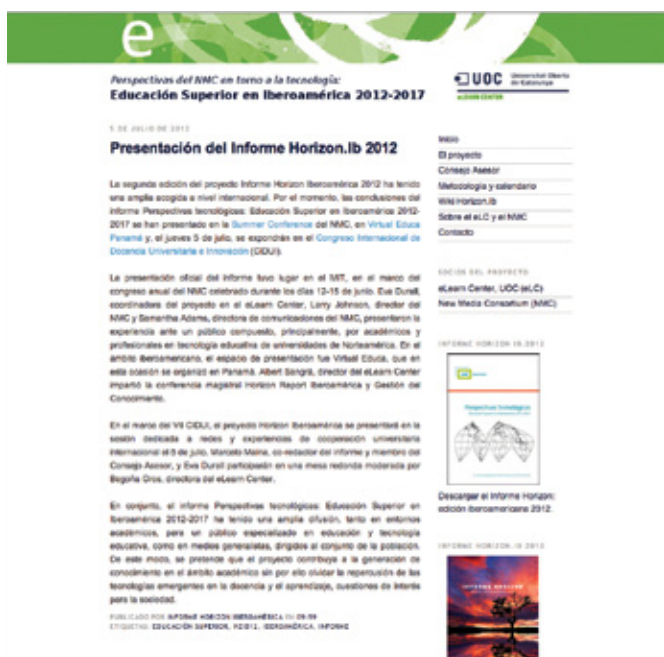 e
Perspectivas del NMC en torno a la tecnología:
Educación Superior en Iberoamérica 2012-2017
UOC
Universitat Oberta
de Catalunya
eLEARN CENTER
5 DE JULIO DE 2012
Presentación del Informe Horizon.Ib 2012
La segunda edición del proyecto Informe Horizon Iberoamérica 2012 ha tenido
una amplia acogida a nivel internacional. Por el momento, las conclusiones del
informe Perspectivas tecnológicas: Educación Superior en Iberoamérica 2012-
2017 se han presentado en la Summer Conference del NMC, en Virtual Educa
Panamá y, el jueves 5 de julio, se expondrán en el Congreso Internacional de
Docencia Universitaria e Innovación (CIDUI).
La presentación oficial del informe tuvo lugar en el MIT, en el marco del
congreso anual del NMC celebrado durante los días 12-15 de junio. Eva Durall,
coordinadora del proyecto en el eLearn Center, Larry Johnson, director del
NMC y Samantha Adams, directora de comunicaciones del NMC, presentaron la
experiencia ante un público compuesto, principalmente, por académicos y
profesionales en tecnología educativa de universidades de Norteamérica. En el
ámbito iberoamericano, el espacio de presentación fue Virtual Educa, que en
esta ocasión se organizó en Panamá. Albert Sangrà, director del eLearn Center
impartió la conferencia magistral Horizon Report Iberoamérica y Gestión del
Conocimiento.
En el marco del VII CIDUI, el proyecto Horizon Iberoamérica se presentará en la
sesión dedicada a redes y experiencias de cooperación universitaria
internacional el 5 de julio. Marcelo Maina, co-redactor del informe y miembro del
Consejo Asesor, y Eva Durall participarán en una mesa redonda moderada por
Begoña Gros, directora del eLearn Center.
En conjunto, el informe Perspectivas tecnológicas: Educación Superior en
Iberoamérica 2012-2017 ha tenido una amplia difusión, tanto en entornos
académicos, para un público especializado en educación y tecnología
educativa, como en medios generalistas, dirigidos al conjunto de la población.
De este modo, se pretende que el proyecto contribuya a la generación de
conocimiento en el ámbito académico sin por ello olvidar la repercusión de las
tecnologías emergentes en la docencia y el aprendizaje, cuestiones de interés
para la sociedad.
PUBLICADO POR INFORME HORIZON IBEROAMÉRICA EN 09:59
ETIQUETAS: EDUCACIÓN SUPERIOR, HZIB12, IBEROAMÉRICA, INFORME
Inicio
El proyecto
Consejo Asesor
Metodología y calendario
Wiki Horizon.Ib
Sobre el eLC y el NMC
Contacto
SOCIOS DEL PROYECTO
eLearn Center, UOC (eLC)
New Media Consortium (NMC)
INFORME HORIZON IB 2012
Perspectivas Tecnológicas
Descargar el Informe Horizon:
edición iberoamericana 2012.
INFORME HORIZON.IB 2010
INFORME HORIZON